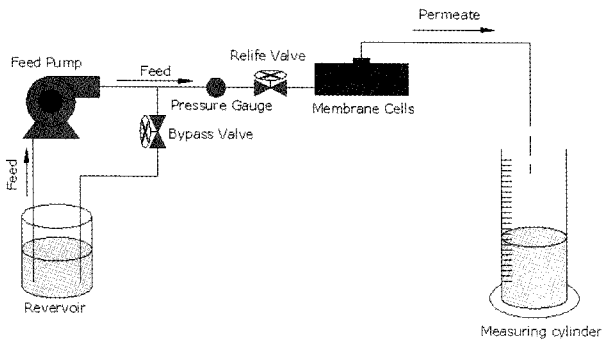 Permeate
Relife Valve
Feed Pump
Feed
Pressure Gauge
Membrane Cells
Bypass Valve
Feed
Revervoir
Measuring cylinder